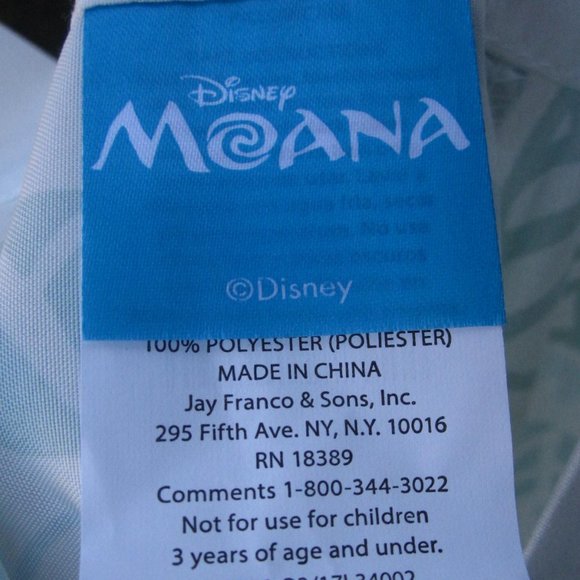 Disney
MOANA
©Disney
100% POLYESTER (POLIESTER)
MADE IN CHINA
Jay Franco & Sons, Inc.
295 Fifth Ave. NY, N.Y. 10016
RN 18389
Comments 1-800-344-3022
Not for use for children
3 years of age and under.